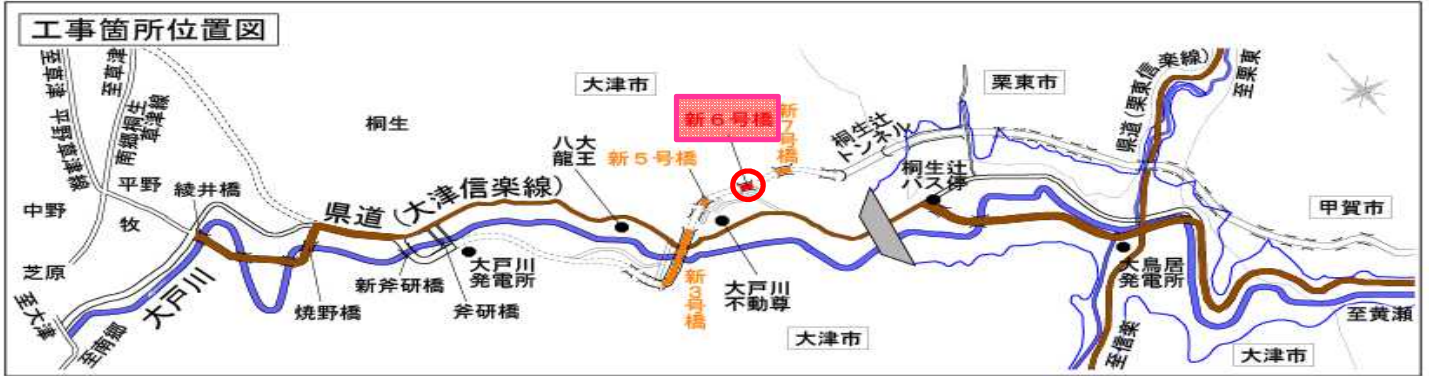 工事箇所位置図
至草津 平野草津線
至草津
南郷桐生草津線
桐生
大津市
新6号橋
新7号橋
桐生辻
トンネル
栗東市
県道(栗東信楽線)
至栗東
八大
龍王
新5号橋
桐生辻
バス停
平野
綾井橋
中野
牧
県道(大津信楽線)
甲賀市
芝原
大戸川
新斧研橋
大戸川
発電所
新3号橋
大戸川
不動尊
大鳥居
発電所
至大津
至南郷
焼野橋
斧研橋
大津市
至信楽
大津市
至黄瀬